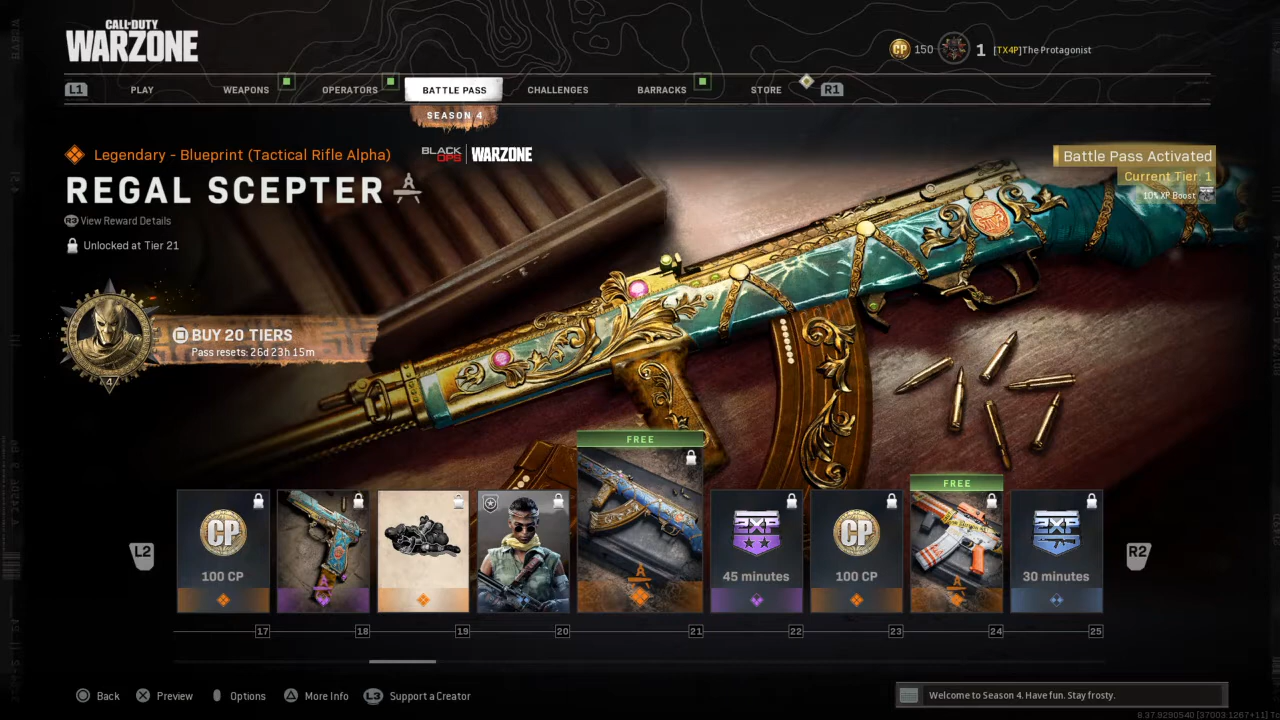 CALL OF DUTY
WARZONE
CP 150 1 [TX4P]The Protagonist
L1 PLAY WEAPONS OPERATORS BATTLE PASS CHALLENGES BARRACKS STORE R1
SEASON 4
Legendary - Blueprint (Tactical Rifle Alpha)
BLACK OPS WARZONE
Battle Pass Activated
REGAL SCEPTER
Current Tier: 1
10% XP Boost
R3 View Reward Details
Unlocked at Tier 21
BUY 20 TIERS
Pass resets: 26d 23h 15m
4
FREE
FREE
CP 2XP CP 2XP
L2 R2
100 CP 45 minutes 100 CP 30 minutes
17 18 19 20 21 22 23 24 25
Back Preview Options More Info L3 Support a Creator
Welcome to Season 4. Have fun. Stay frosty.